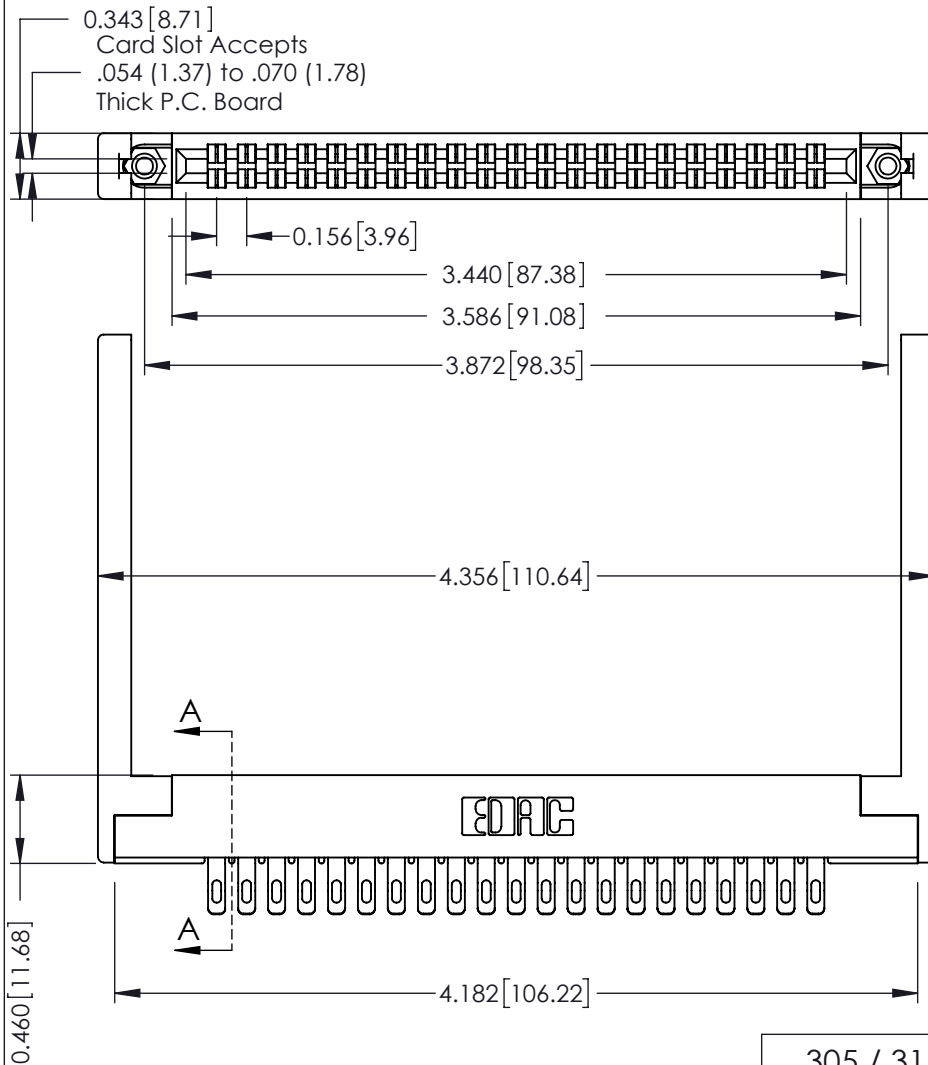 0.343[8.71]
Card Slot Accepts
.054 (1.37) to .070 (1.78)
Thick P.C. Board
0.156[3.96]
3.440[87.38]
3.586[91.08]
3.872[98.35]
4.356[110.64]
A
EDAC
A
0.460[11.68]
4.182[106.22]
305 / 31